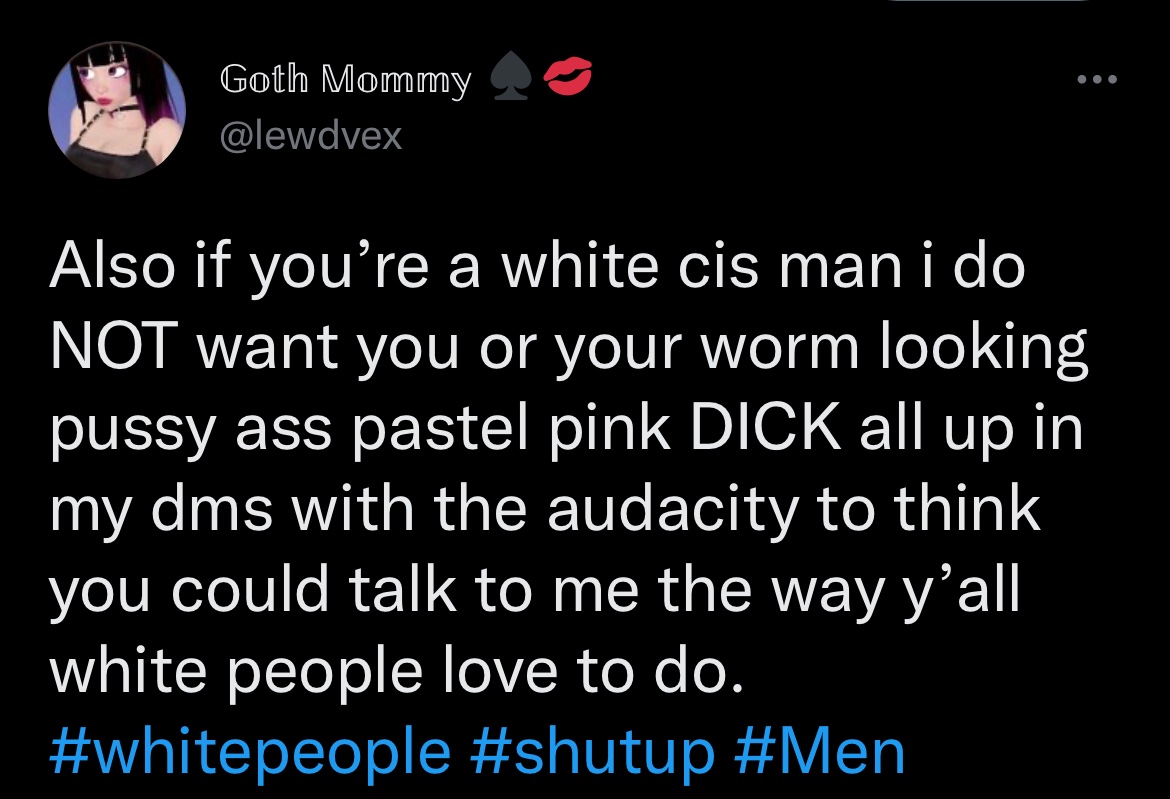 Goth Mommy ♠️💋
@lewdvex
Also if you’re a white cis man i do
NOT want you or your worm looking
pussy ass pastel pink DICK all up in
my dms with the audacity to think
you could talk to me the way y’all
white people love to do.
#whitepeople #shutup #Men